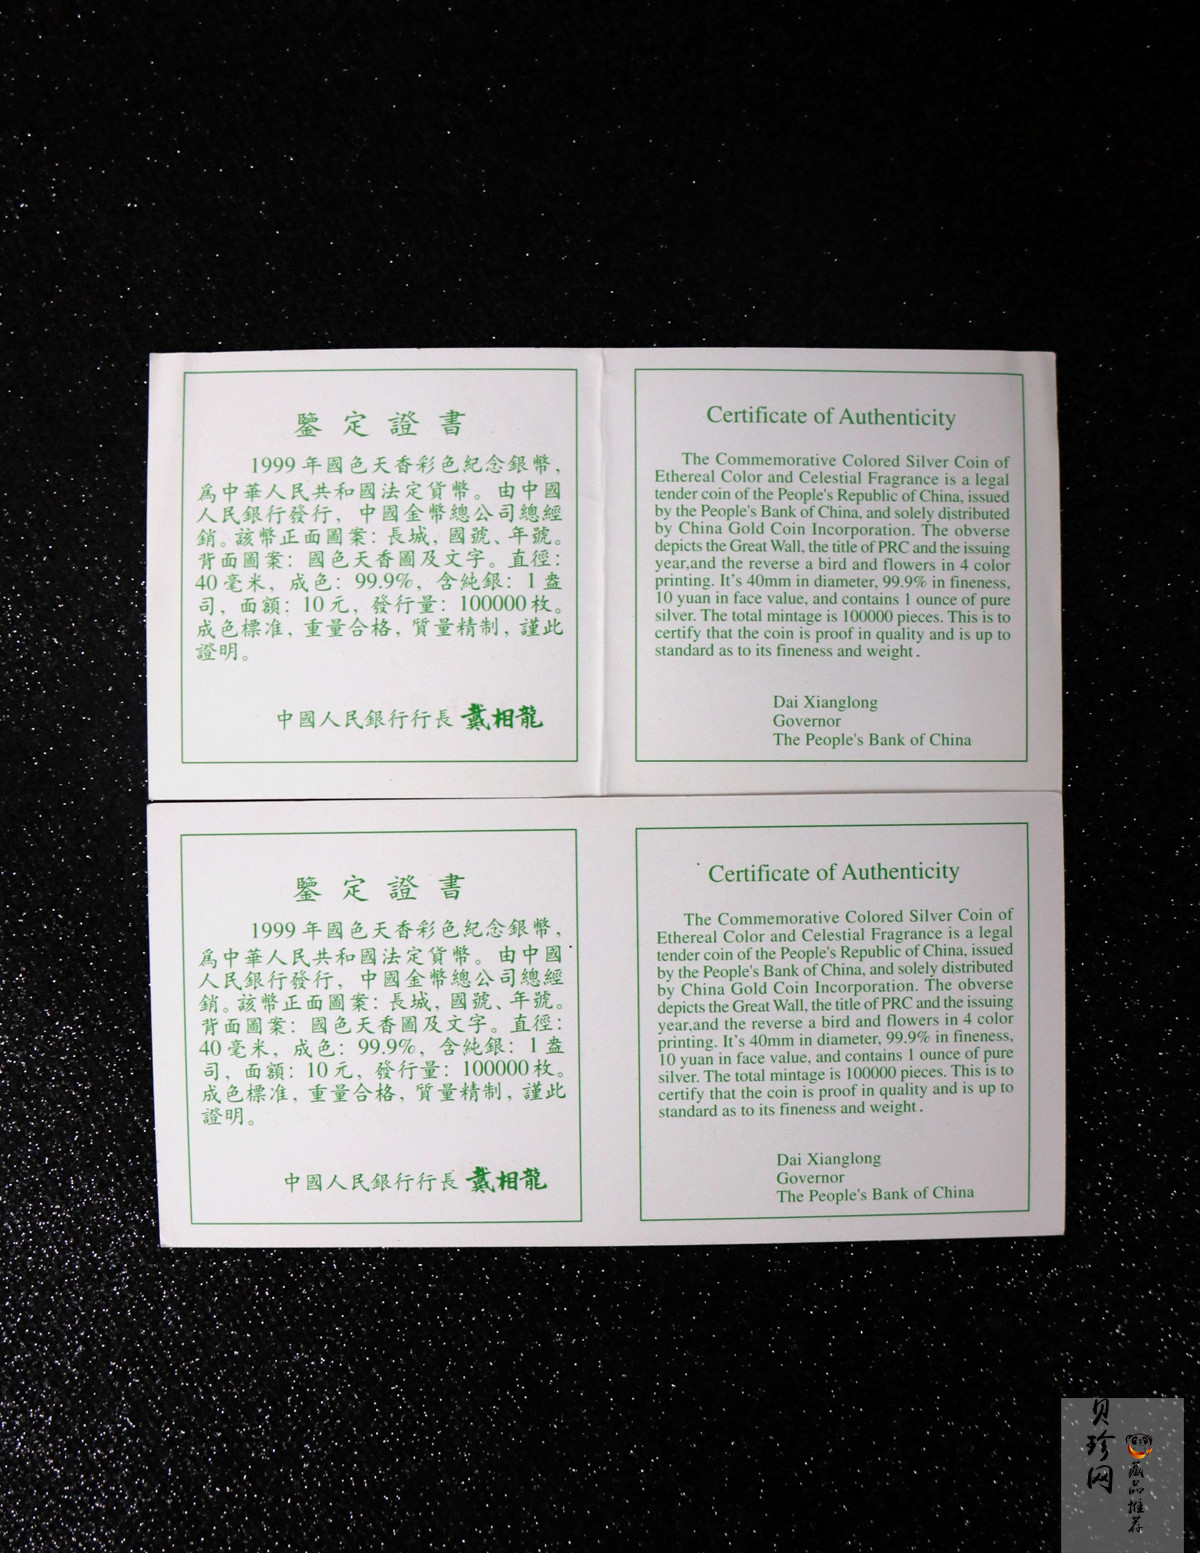 鑒定證書
1999年國色天香彩色紀念銀幣，
爲中華人民共和國法定貨幣。由中國
人民銀行發行，中國金幣總公司總經
銷。該幣正面圖案：長城，國號、年號。
背面圖案：國色天香圖及文字。直徑：
40毫米，成色：99.9%，含純銀：1盎
司，面額：10元，發行量：100000枚。
成色標准，重量合格，質量精制，謹此
證明。
中國人民銀行行長 戴相龍
Certificate of Authenticity
The Commemorative Colored Silver Coin of
Ethereal Color and Celestial Fragrance is a legal
tender coin of the People's Republic of China, issued
by the People's Bank of China, and solely distributed
by China Gold Coin Incorporation. The obverse
depicts the Great Wall, the title of PRC and the issuing
year,and the reverse a bird and flowers in 4 color
printing. It's 40mm in diameter, 99.9% in fineness,
10 yuan in face value, and contains 1 ounce of pure
silver. The total mintage is 100000 pieces. This is to
certify that the coin is proof in quality and is up to
standard as to its fineness and weight .
Dai Xianglong
Governor
The People's Bank of China
鑒定證書
1999年國色天香彩色紀念銀幣，
爲中華人民共和國法定貨幣。由中國
人民銀行發行，中國金幣總公司總經
銷。該幣正面圖案：長城，國號、年號。
背面圖案：國色天香圖及文字。直徑：
40毫米，成色：99.9%，含純銀：1盎
司，面額：10元，發行量：100000枚。
成色標准，重量合格，質量精制，謹此
證明。
中國人民銀行行長 戴相龍
Certificate of Authenticity
The Commemorative Colored Silver Coin of
Ethereal Color and Celestial Fragrance is a legal
tender coin of the People's Republic of China, issued
by the People's Bank of China, and solely distributed
by China Gold Coin Incorporation. The obverse
depicts the Great Wall, the title of PRC and the issuing
year,and the reverse a bird and flowers in 4 color
printing. It's 40mm in diameter, 99.9% in fineness,
10 yuan in face value, and contains 1 ounce of pure
silver. The total mintage is 100000 pieces. This is to
certify that the coin is proof in quality and is up to
standard as to its fineness and weight .
Dai Xianglong
Governor
The People's Bank of China
贝珍网
藏品推荐